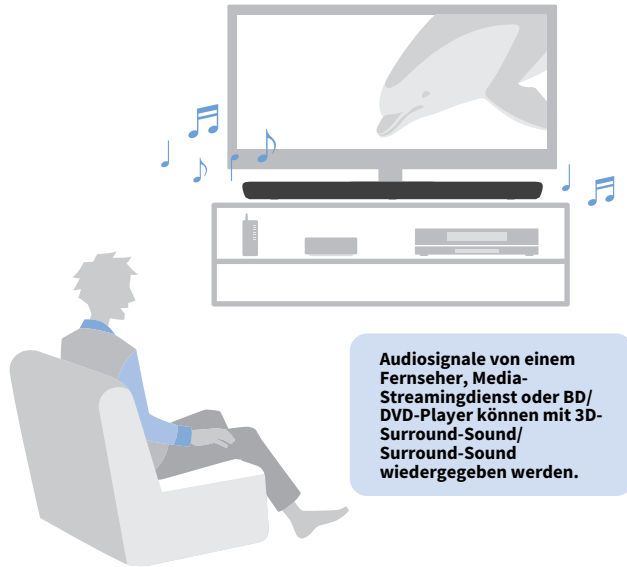 Audiosignale von einem
Fernseher, Media-
Streamingdienst oder BD/
DVD-Player können mit 3D-
Surround-Sound/
Surround-Sound
wiedergegeben werden.